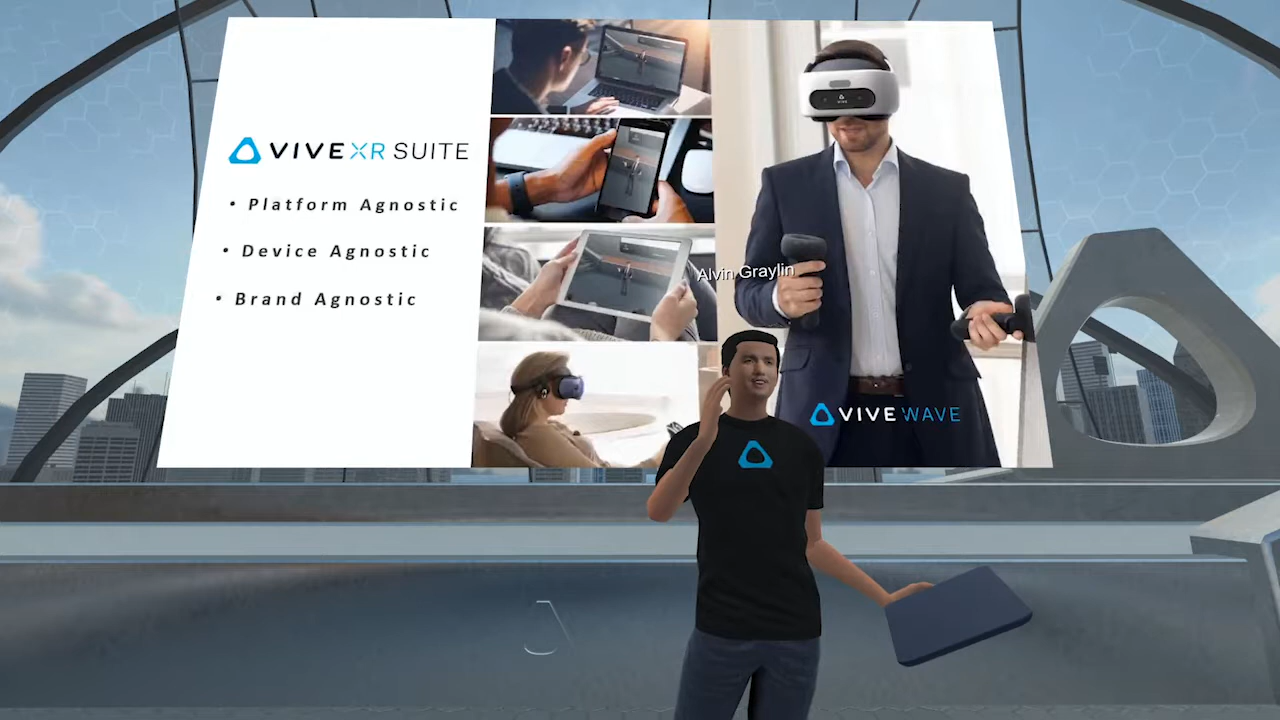 VIVE XR SUITE
• Platform Agnostic
• Device Agnostic
• Brand Agnostic
Alvin Graylin
VIVE WAVE